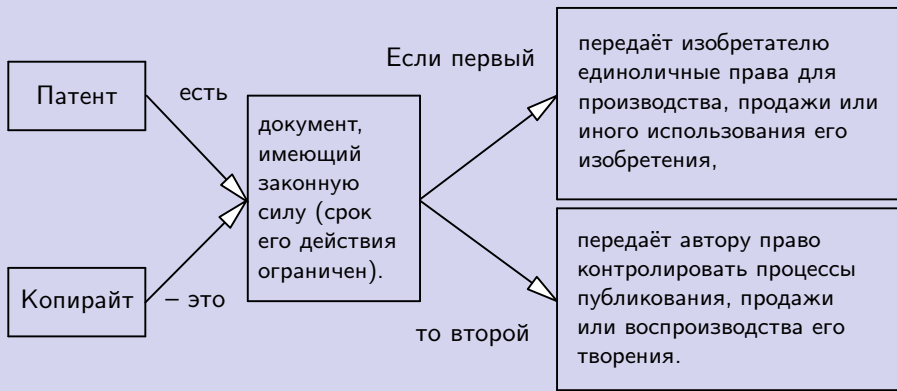 Патент
есть
Копирайт
– это
документ,
имеющий
законную
силу (срок
его действия
ограничен).
Если первый
передаёт изобретателю
единоличные права для
производства, продажи или
иного использования его
изобретения,
то второй
передаёт автору право
контролировать процессы
публикования, продажи
или воспроизводства его
творения.